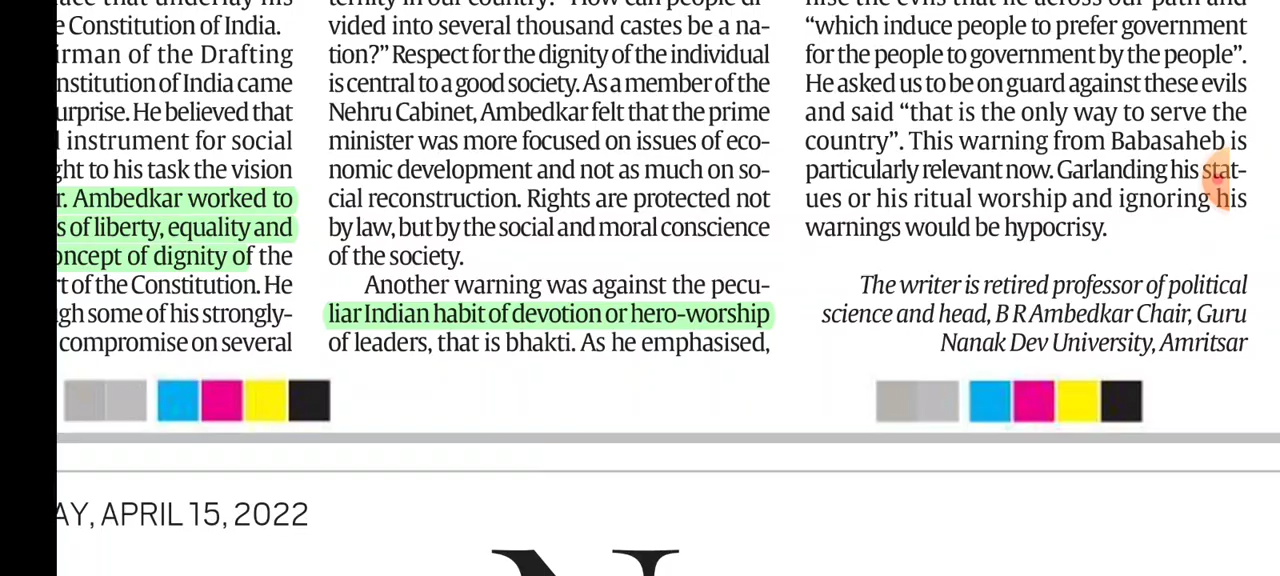 e Constitution of India.
irman of the Drafting
nstitution of India came
urprise. He believed that
l instrument for social
ght to his task the vision
r. Ambedkar worked to
s of liberty, equality and
oncept of dignity of the
rt of the Constitution. He
gh some of his strongly-
compromise on several
vided into several thousand castes be a na-
tion?” Respect for the dignity of the individual
is central to a good society. As a member of the
Nehru Cabinet, Ambedkar felt that the prime
minister was more focused on issues of eco-
nomic development and not as much on so-
cial reconstruction. Rights are protected not
by law, but by the social and moral conscience
of the society.
Another warning was against the pecu-
liar Indian habit of devotion or hero-worship
of leaders, that is bhakti. As he emphasised,
“which induce people to prefer government
for the people to government by the people”.
He asked us to be on guard against these evils
and said “that is the only way to serve the
country”. This warning from Babasaheb is
particularly relevant now. Garlanding his stat-
ues or his ritual worship and ignoring his
warnings would be hypocrisy.
The writer is retired professor of political
science and head, B R Ambedkar Chair, Guru
Nanak Dev University, Amritsar
AY, APRIL 15, 2022